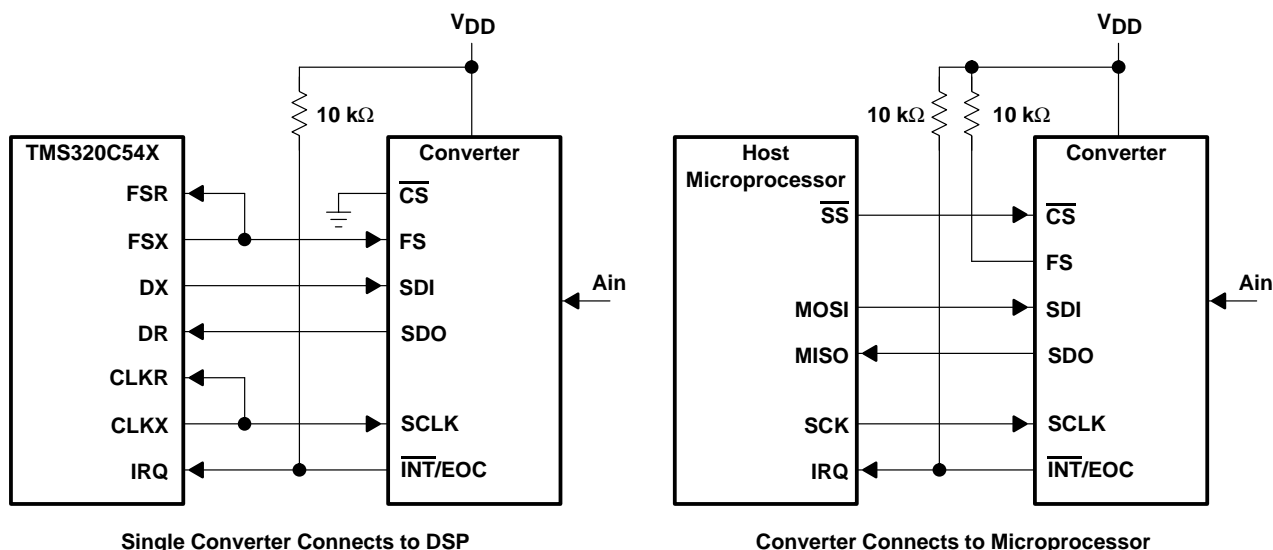 VDD
10 kΩ
TMS320C54X
Converter
FSR
CS
FSX
FS
DX
SDI
DR
SDO
CLKR
CLKX
SCLK
IRQ
INT/EOC
Ain
Single Converter Connects to DSP
VDD
10 kΩ
10 kΩ
Host
Microprocessor
Converter
SS
CS
FS
MOSI
SDI
MISO
SDO
SCK
SCLK
IRQ
INT/EOC
Ain
Converter Connects to Microprocessor